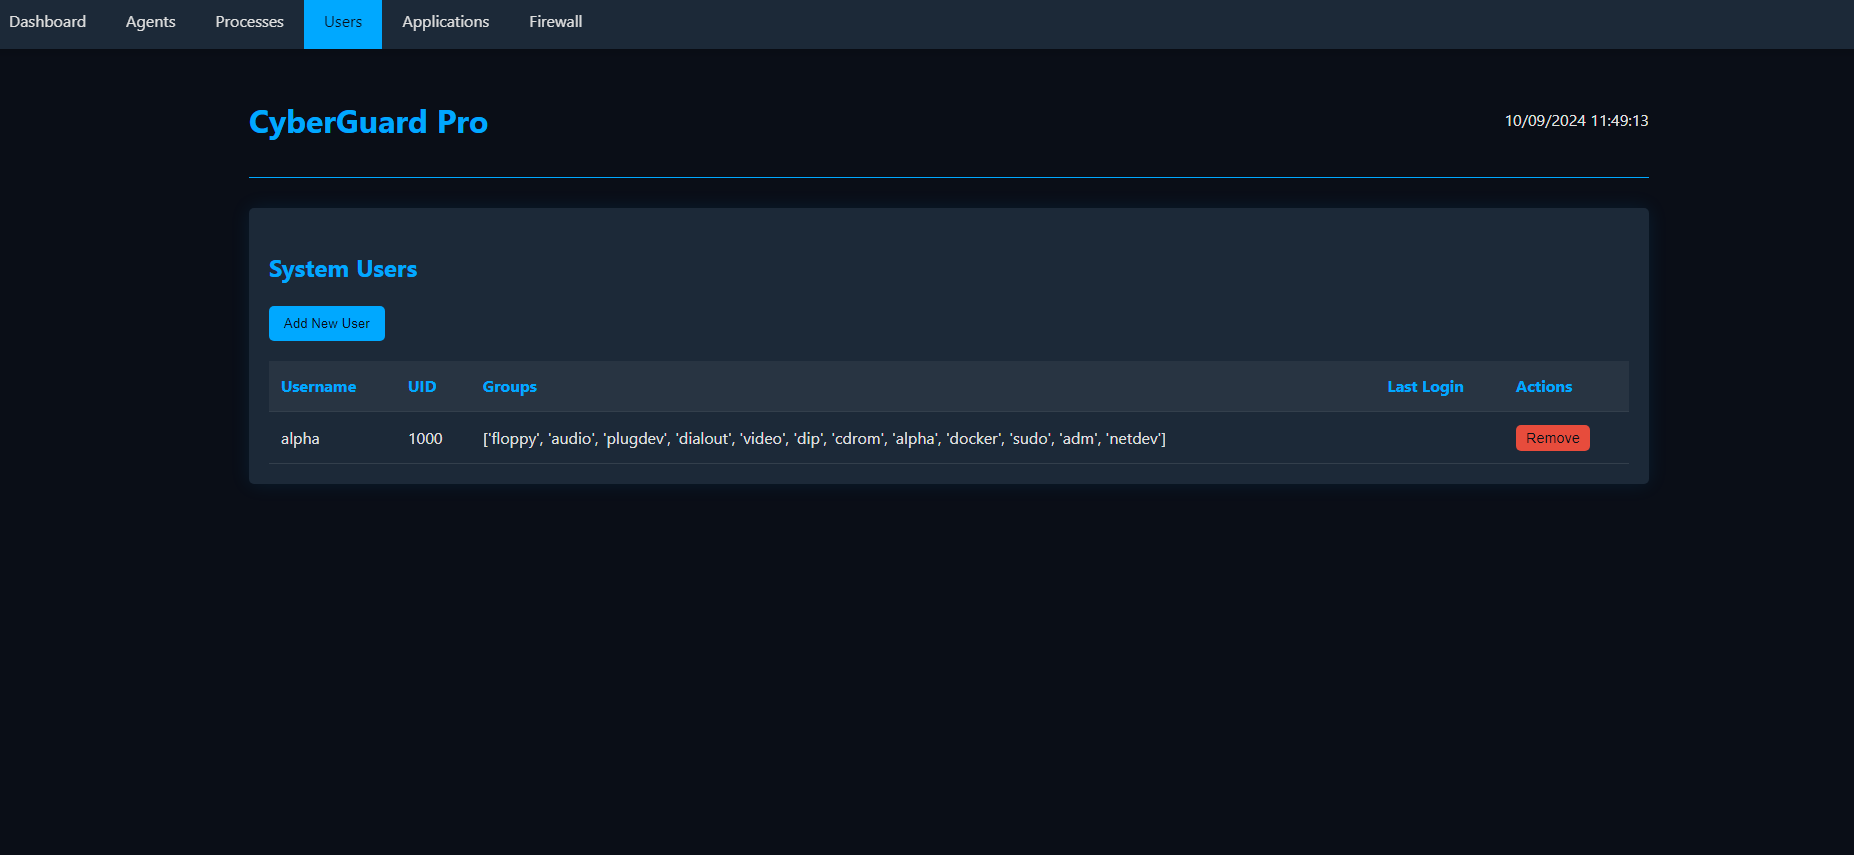 Dashboard Agents Processes Users Applications Firewall
CyberGuard Pro
10/09/2024 11:49:13
System Users
Add New User
Username UID Groups Last Login Actions
alpha 1000 ['floppy', 'audio', 'plugdev', 'dialout', 'video', 'dip', 'cdrom', 'alpha', 'docker', 'sudo', 'adm', 'netdev'] Remove